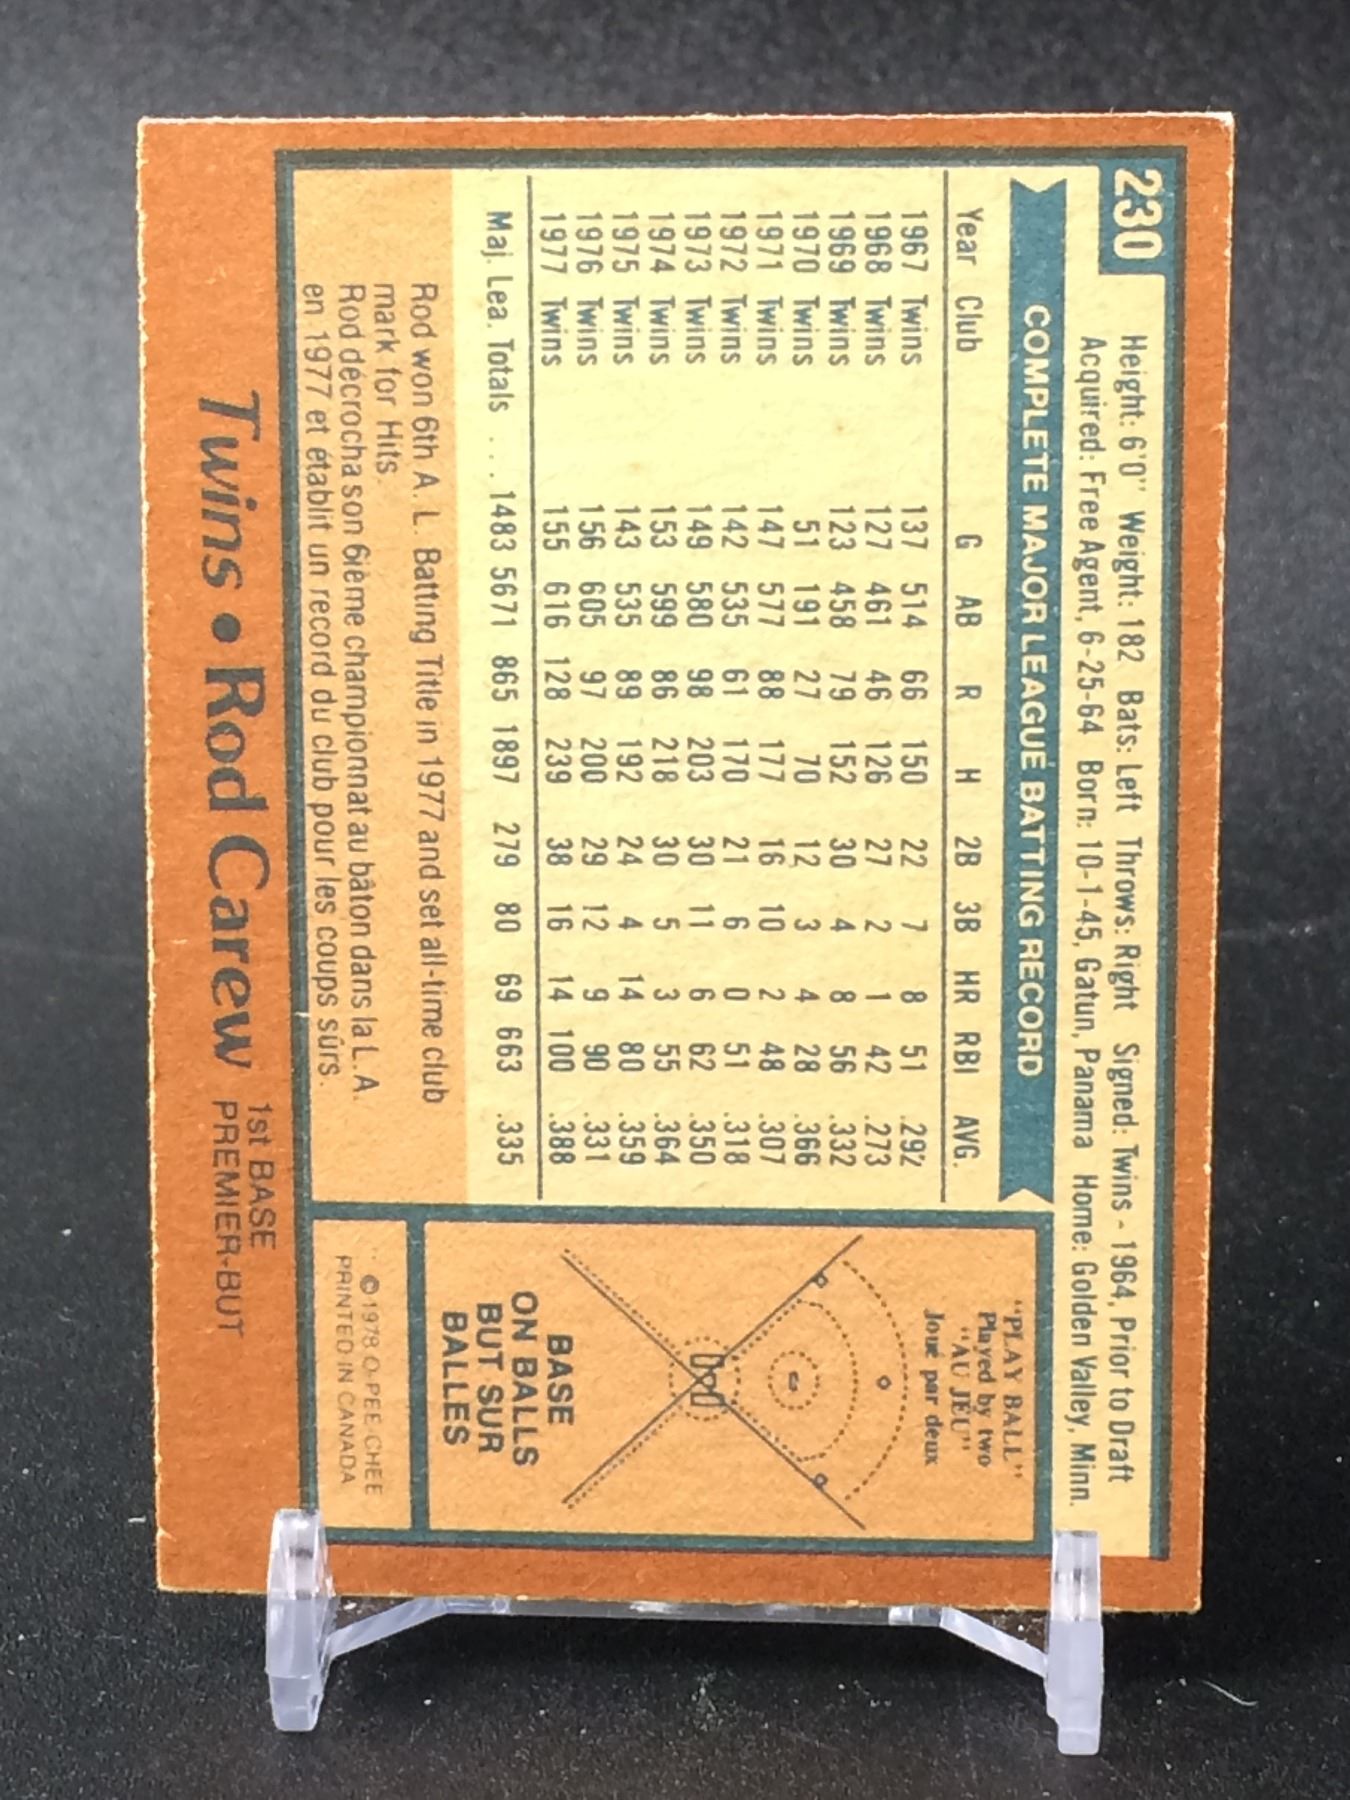 230
Height: 6'0" Weight: 182 Bats: Left Throws: Right Signed: Twins - 1964, Prior to Draft
Acquired: Free Agent, 6-25-64 Born: 10-1-45, Gatun, Panama Home: Golden Valley, Minn.
COMPLETE MAJOR LEAGUE BATTING RECORD
Year Club G AB R H 2B 3B HR RBI AVG.
1967 Twins 137 514 66 150 22 7 8 51 .292
1968 Twins 127 461 46 126 27 2 1 42 .273
1969 Twins 123 458 79 152 30 4 8 56 .332
1970 Twins 51 191 27 70 12 3 4 28 .366
1971 Twins 147 577 88 177 16 10 2 48 .307
1972 Twins 142 535 61 170 21 6 0 51 .318
1973 Twins 149 580 98 203 30 11 6 62 .350
1974 Twins 153 599 86 218 30 5 3 55 .364
1975 Twins 143 535 89 192 24 4 14 80 .359
1976 Twins 156 605 97 200 29 12 9 90 .331
1977 Twins 155 616 128 239 38 16 14 100 .388
Maj. Lea. Totals ... 1483 5671 865 1897 279 80 69 663 .335
Rod won 6th A. L. Batting Title in 1977 and set all-time club
mark for Hits.
Rod décrocha son 6ième championnat au bâton dans la L. A.
en 1977 et établit un record du club pour les coups sûrs.
"PLAY BALL"
Played by two
"AU JEU"
Joué par deux
BASE
ON BALLS
BUT SUR
BALLES
© 1978 O-PEE-CHEE
PRINTED IN CANADA
Twins • Rod Carew 1st BASE
PREMIER-BUT